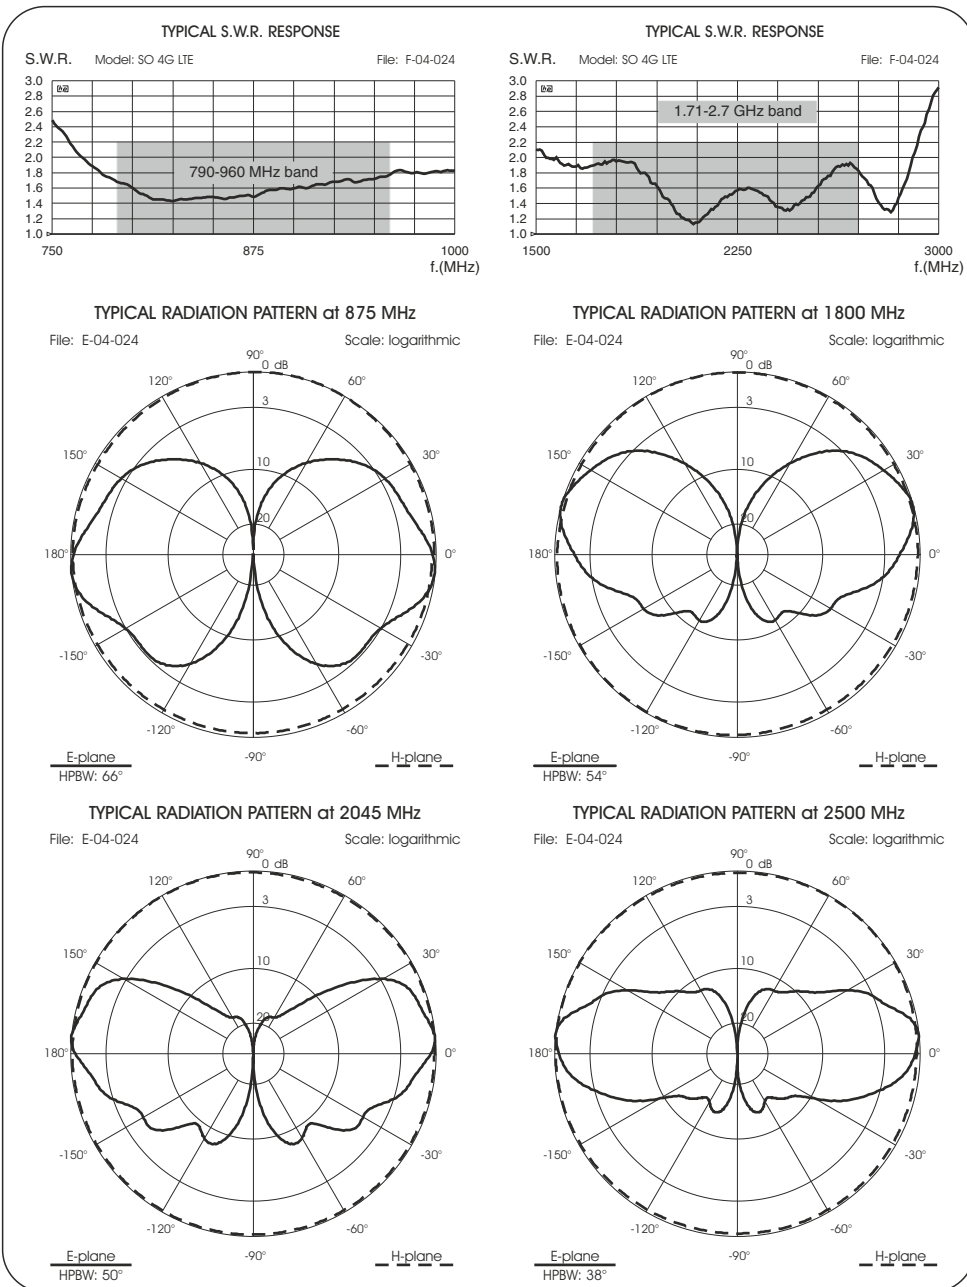 TYPICAL S.W.R. RESPONSE
S.W.R. Model: SO 4G LTE File: F-04-024
3.0
2.8
2.6
2.4
2.2
2.0
1.8
1.6
1.4
1.2
1.0
790-960 MHz band
750 875 1000
f.(MHz)
TYPICAL S.W.R. RESPONSE
S.W.R. Model: SO 4G LTE File: F-04-024
3.0
2.8
2.6
2.4
2.2
2.0
1.8
1.6
1.4
1.2
1.0
1.71-2.7 GHz band
1500 2250 3000
f.(MHz)
TYPICAL RADIATION PATTERN at 875 MHz
File: E-04-024 Scale: logarithmic
90°
0 dB
120° 60°
3
150° 30°
10
20
180° 0°
-150° -30°
-120° -60°
-90°
E-plane H-plane
HPBW: 66°
TYPICAL RADIATION PATTERN at 1800 MHz
File: E-04-024 Scale: logarithmic
90°
0 dB
120° 60°
3
150° 30°
10
20
180° 0°
-150° -30°
-120° -60°
-90°
E-plane H-plane
HPBW: 54°
TYPICAL RADIATION PATTERN at 2045 MHz
File: E-04-024 Scale: logarithmic
90°
0 dB
120° 60°
3
150° 30°
10
20
180° 0°
-150° -30°
-120° -60°
-90°
E-plane H-plane
HPBW: 50°
TYPICAL RADIATION PATTERN at 2500 MHz
File: E-04-024 Scale: logarithmic
90°
0 dB
120° 60°
3
150° 30°
10
20
180° 0°
-150° -30°
-120° -60°
-90°
E-plane H-plane
HPBW: 38°